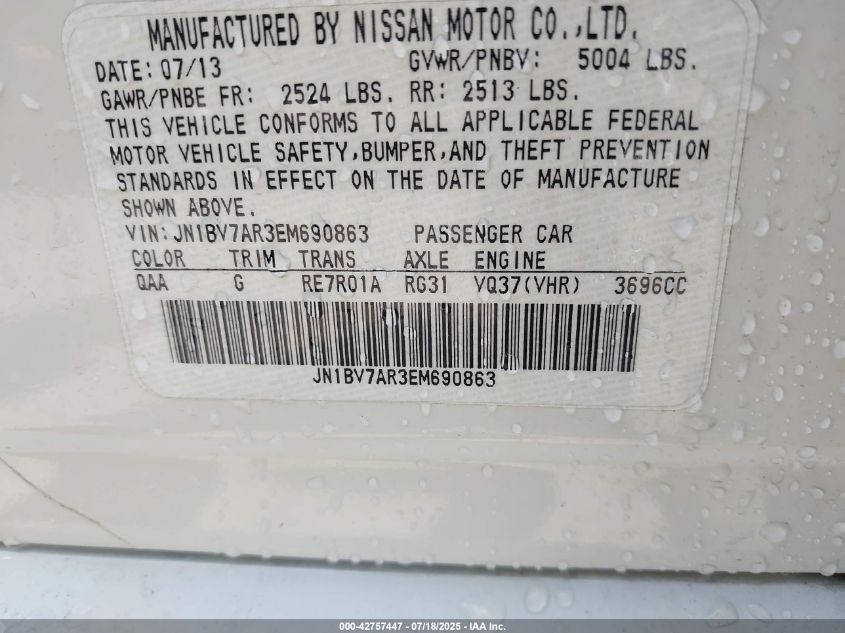 MANUFACTURED BY NISSAN MOTOR CO.,LTD.
DATE: 07/13 GVWR/PNBV: 5004 LBS.
GAWR/PNBE FR: 2524 LBS. RR: 2513 LBS.
THIS VEHICLE CONFORMS TO ALL APPLICABLE FEDERAL
MOTOR VEHICLE SAFETY,BUMPER,AND THEFT PREVENTION
STANDARDS IN EFFECT ON THE DATE OF MANUFACTURE
SHOWN ABOVE.
VIN: JN1BV7AR3EM690863 PASSENGER CAR
COLOR TRIM TRANS AXLE ENGINE
QAA G RE7R01A RG31 VQ37(VHR) 3696CC
JN1BV7AR3EM690863
000-42757447 - 07/18/2025 - IAA Inc.